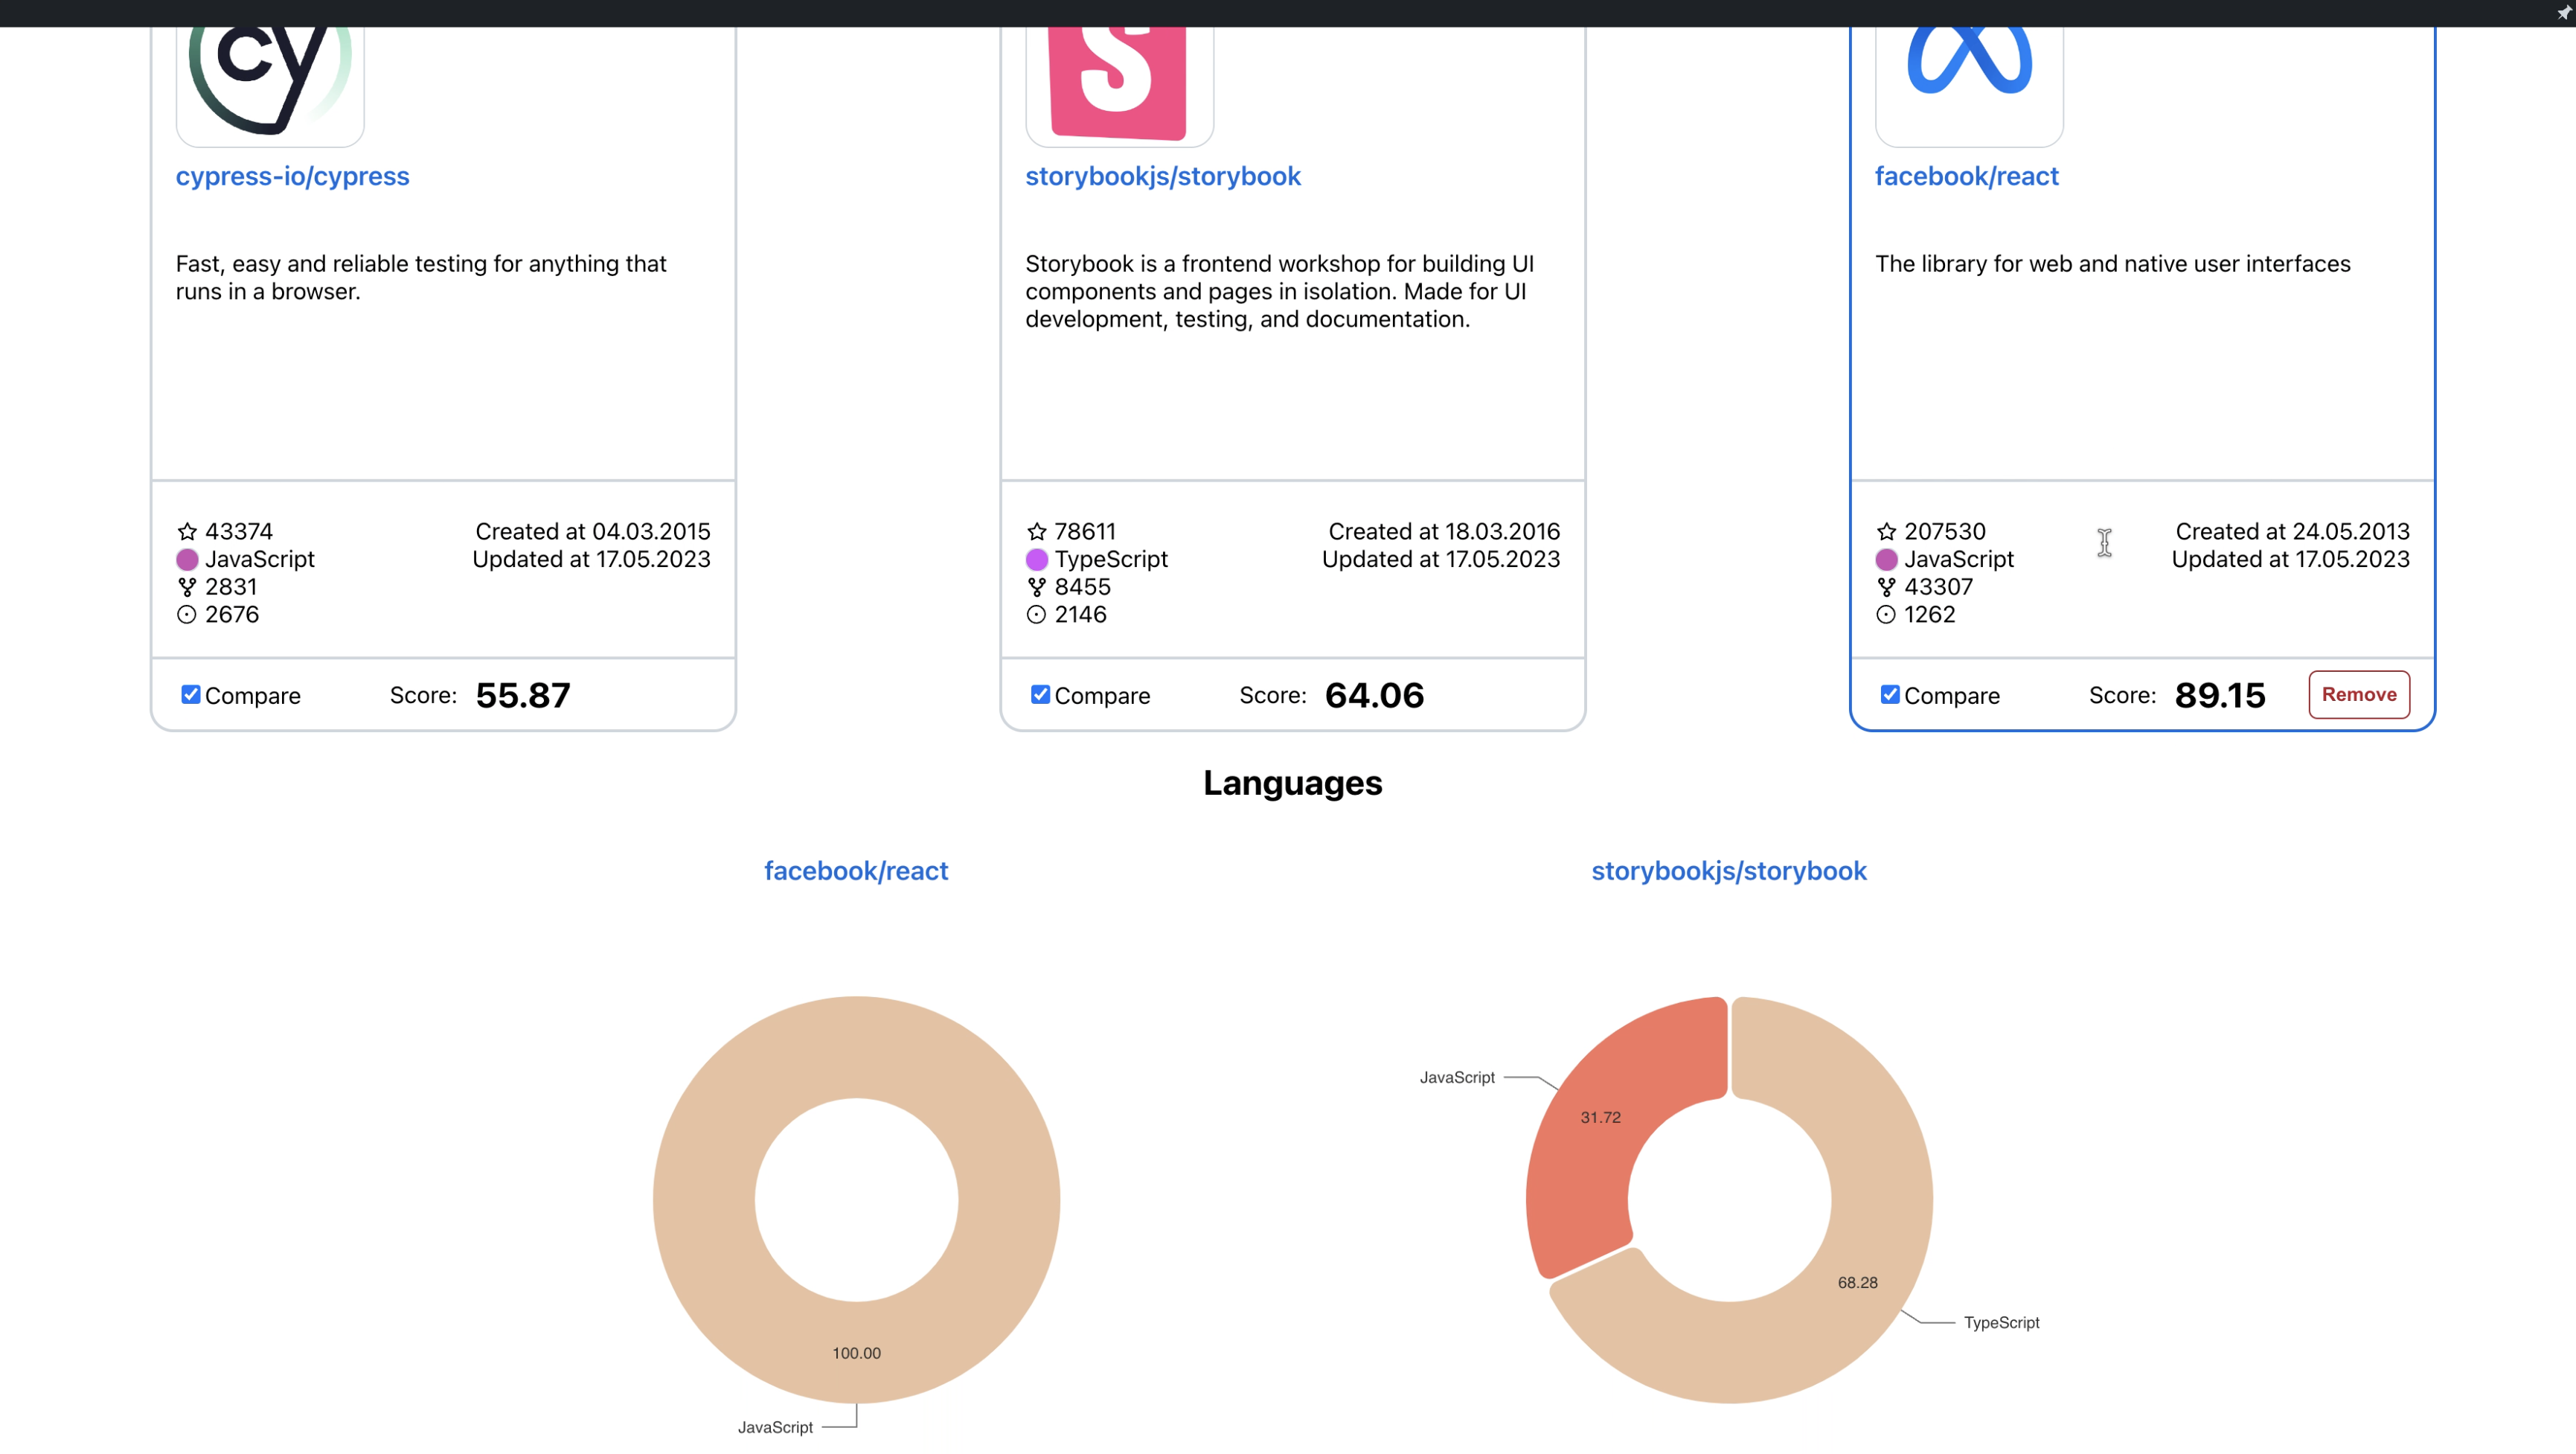 cy
S
cypress-io/cypress
Fast, easy and reliable testing for anything that
runs in a browser.
43374
Created at 04.03.2015
JavaScript
Updated at 17.05.2023
2831
2676
Compare
Score: 55.87
storybookjs/storybook
Storybook is a frontend workshop for building UI
components and pages in isolation. Made for UI
development, testing, and documentation.
78611
Created at 18.03.2016
TypeScript
Updated at 17.05.2023
8455
2146
Compare
Score: 64.06
facebook/react
The library for web and native user interfaces
207530
Created at 24.05.2013
JavaScript
Updated at 17.05.2023
43307
1262
Compare
Score: 89.15
Remove
Languages
facebook/react
100.00
JavaScript
storybookjs/storybook
JavaScript
31.72
68.28
TypeScript